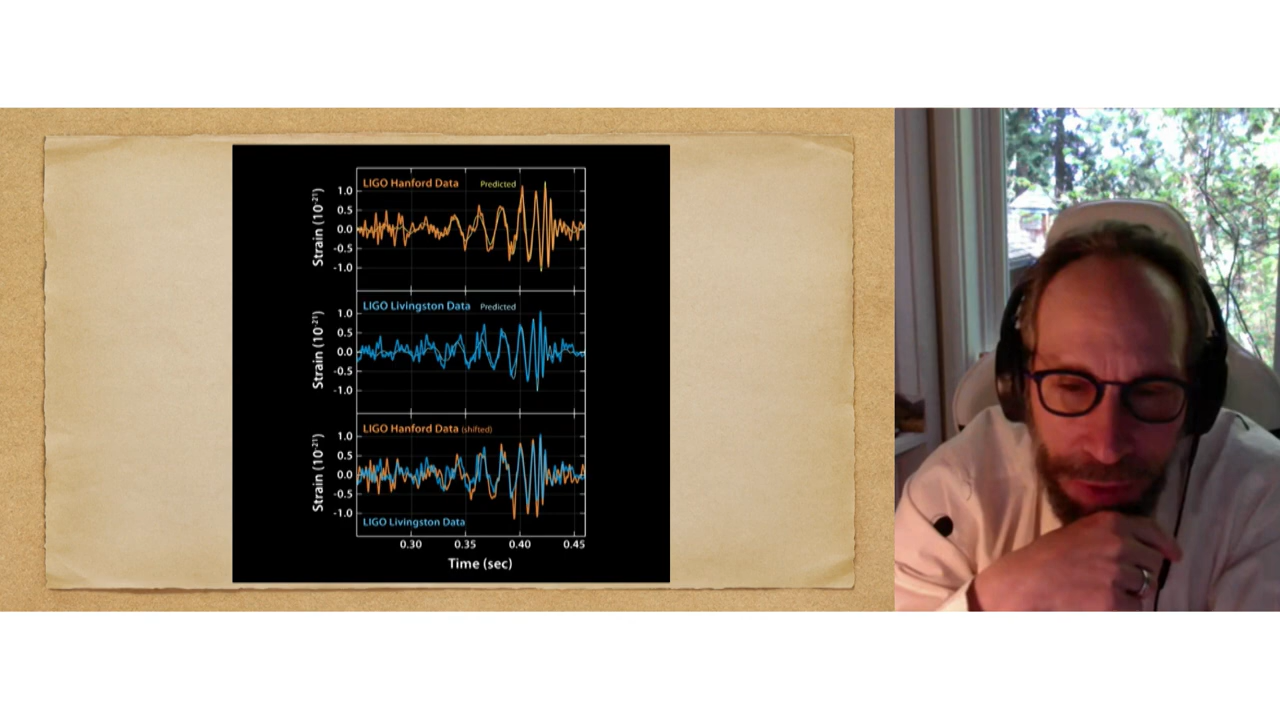 LIGO Hanford Data Predicted
1.0
0.5
0.0
-0.5
-1.0
Strain (10⁻²¹)
LIGO Livingston Data Predicted
1.0
0.5
0.0
-0.5
-1.0
Strain (10⁻²¹)
LIGO Hanford Data (shifted)
1.0
0.5
0.0
-0.5
-1.0
Strain (10⁻²¹)
LIGO Livingston Data
0.30 0.35 0.40 0.45
Time (sec)